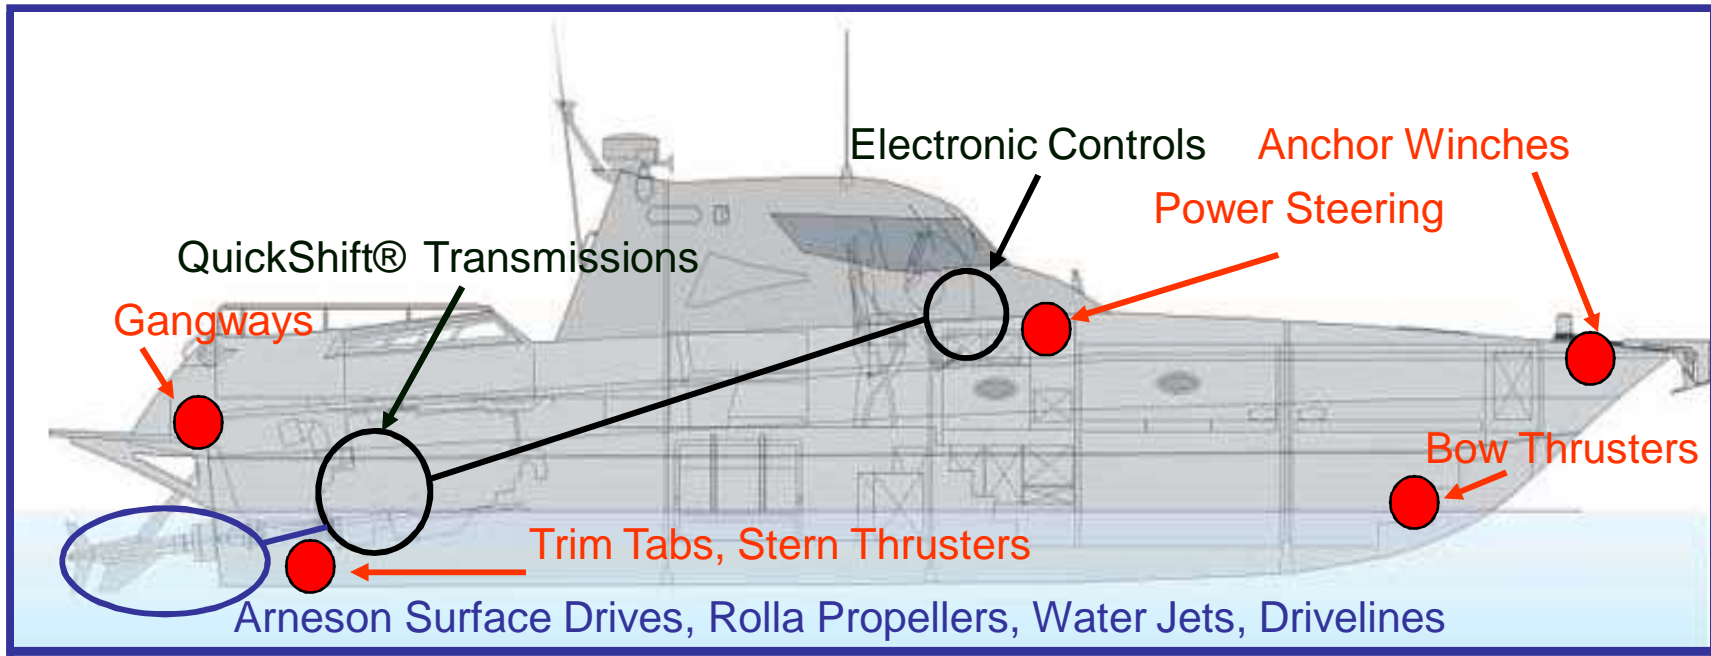 Electronic Controls
Anchor Winches
Power Steering
QuickShift® Transmissions
Gangways
Bow Thrusters
Trim Tabs, Stern Thrusters
Arneson Surface Drives, Rolla Propellers, Water Jets, Drivelines